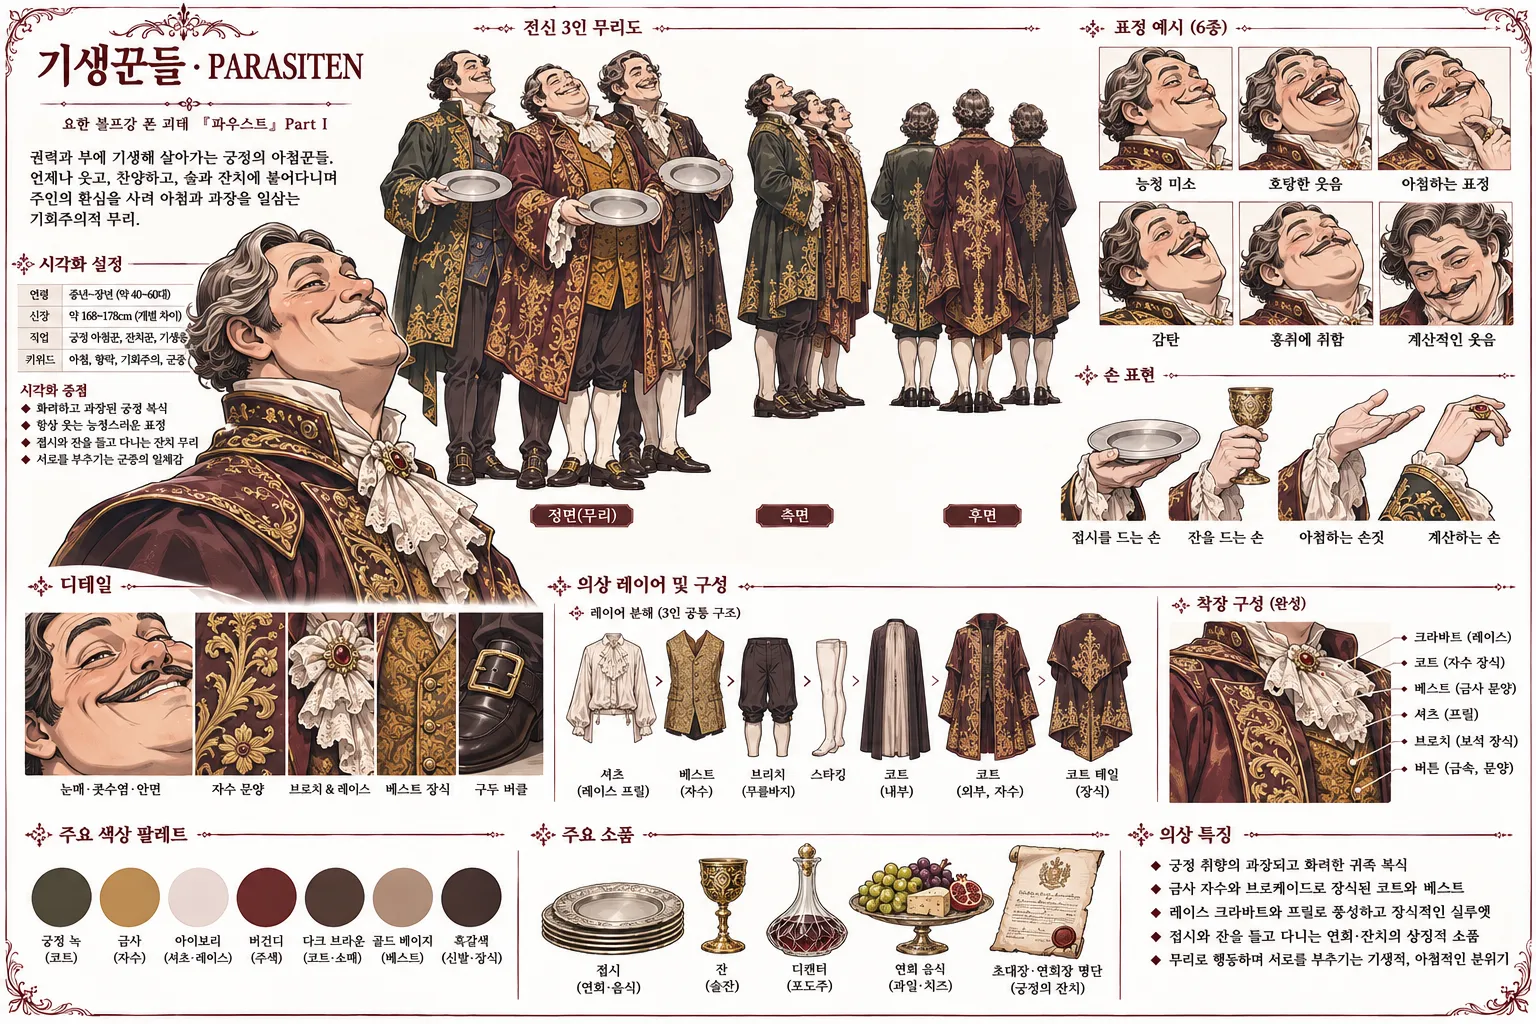 기생꾼들 · PARASITEN
요한 볼프강 폰 괴태 『파우스트』 Part I
권력과 부에 기생해 살아가는 궁정의 아첨꾼들.
언제나 웃고, 찬양하고, 술과 잔치에 붙어다니며
주인의 환심을 사려 아첨과 과장을 일삼는
기회주의적 무리.
시각화 설정
연령 중년~장년 (약 40~60대)
신장 약 168~178cm (개별 차이)
직업 궁정 아첨꾼, 잔치꾼, 기생꾼
키워드 아첨, 향락, 기회주의, 군중
시각화 중점
◆ 화려하고 과장된 궁정 복식
◆ 항상 웃는 능청스러운 표정
◆ 접시와 잔을 들고 다니는 잔치 무리
◆ 서로를 부추기는 군중의 일체감
전신 3인 무리도
정면(무리)
측면
후면
표정 예시 (6종)
능청 미소
호탕한 웃음
아첨하는 표정
감탄
흥취에 취함
계산적인 웃음
손 표현
접시를 드는 손
잔을 드는 손
아첨하는 손짓
계산하는 손
디테일
눈매·콧수염·안면
자수 문양
브로치 & 레이스
베스트 장식
구두 버클
의상 레이어 및 구성
레이어 분해 (3인 공통 구조)
셔츠
(레이스 프릴)
베스트
(자수)
브리치
(무릎바지)
스타킹
코트
(내부)
코트
(외부, 자수)
코트 테일
(장식)
착장 구성 (완성)
크라바트 (레이스)
코트 (자수 장식)
베스트 (금사 문양)
셔츠 (프릴)
브로치 (보석 장식)
버튼 (금속, 문양)
주요 색상 팔레트
궁정 녹
(코트)
금사
(자수)
아이보리
(셔츠·레이스)
버건디
(주색)
다크 브라운
(코트·소매)
골드 베이지
(베스트)
흑갈색
(신발·장식)
주요 소품
접시
(연회·음식)
잔
(술잔)
디캔터
(포도주)
연회 음식
(과일·치즈)
초대장·연회장 명단
(궁정의 잔치)
의상 특징
◆ 궁정 취향의 과장되고 화려한 귀족 복식
◆ 금사 자수와 브로케이드로 장식된 코트와 베스트
◆ 레이스 크라바트와 프릴로 풍성하고 장식적인 실루엣
◆ 접시와 잔을 들고 다니는 연회·잔치의 상징적 소품
◆ 무리로 행동하며 서로를 부추기는 기생적, 아첨적인 분위기